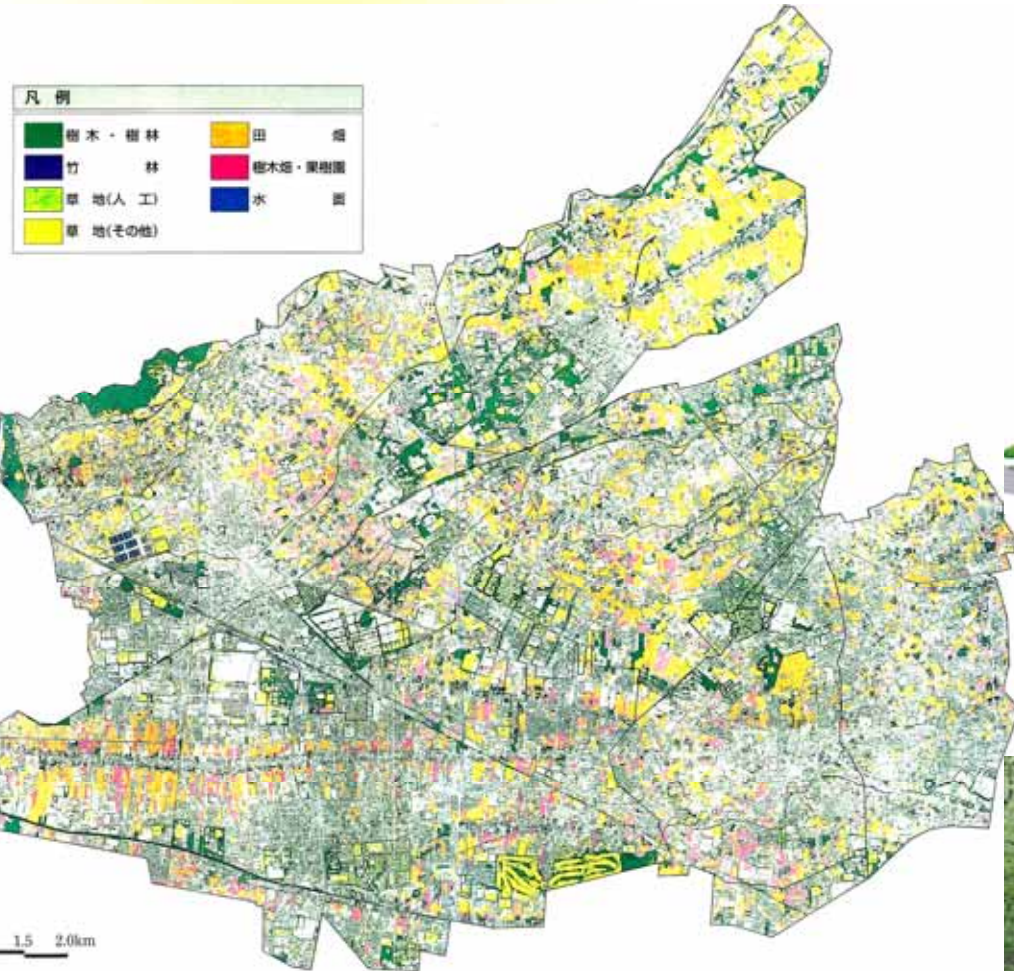 凡例
樹木・樹林
田畑
竹林
樹木畑・果樹園
草地(人工)
水面
草地(その他)
1.5 2.0km